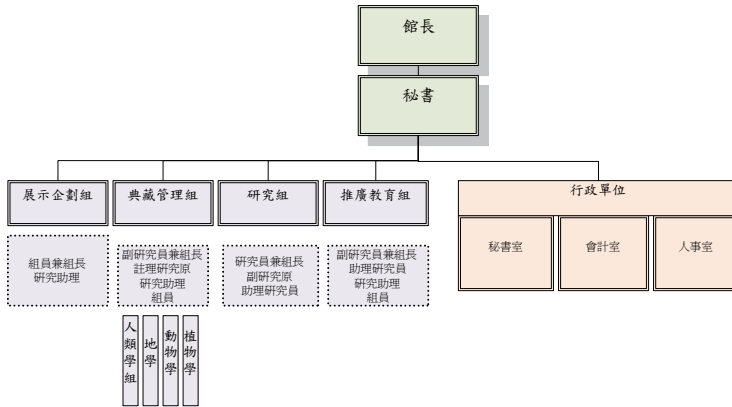 館長
秘書
展示企劃組
典藏管理組
研究組
推廣教育組
行政單位
秘書室
會計室
人事室
組員兼組長
研究助理
副研究員兼組長
註理研究原
研究助理
組員
研究員兼組長
副研究原
助理研究員
副研究員兼組長
助理研究員
研究助理
組員
人類學組
地學
動物學
植物學